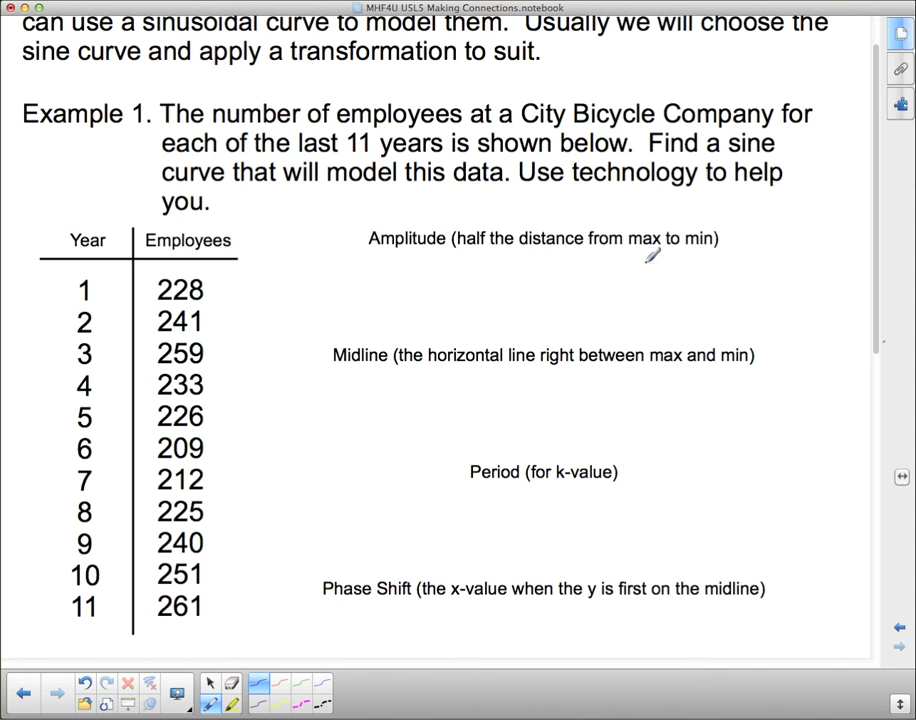 MHF4U U5L5 Making Connections.notebook
can use a sinusoidal curve to model them. Usually we will choose the
sine curve and apply a transformation to suit.
Example 1. The number of employees at a City Bicycle Company for
each of the last 11 years is shown below. Find a sine
curve that will model this data. Use technology to help
you.
Year Employees
1 228
2 241
3 259
4 233
5 226
6 209
7 212
8 225
9 240
10 251
11 261
Amplitude (half the distance from max to min)
Midline (the horizontal line right between max and min)
Period (for k-value)
Phase Shift (the x-value when the y is first on the midline)